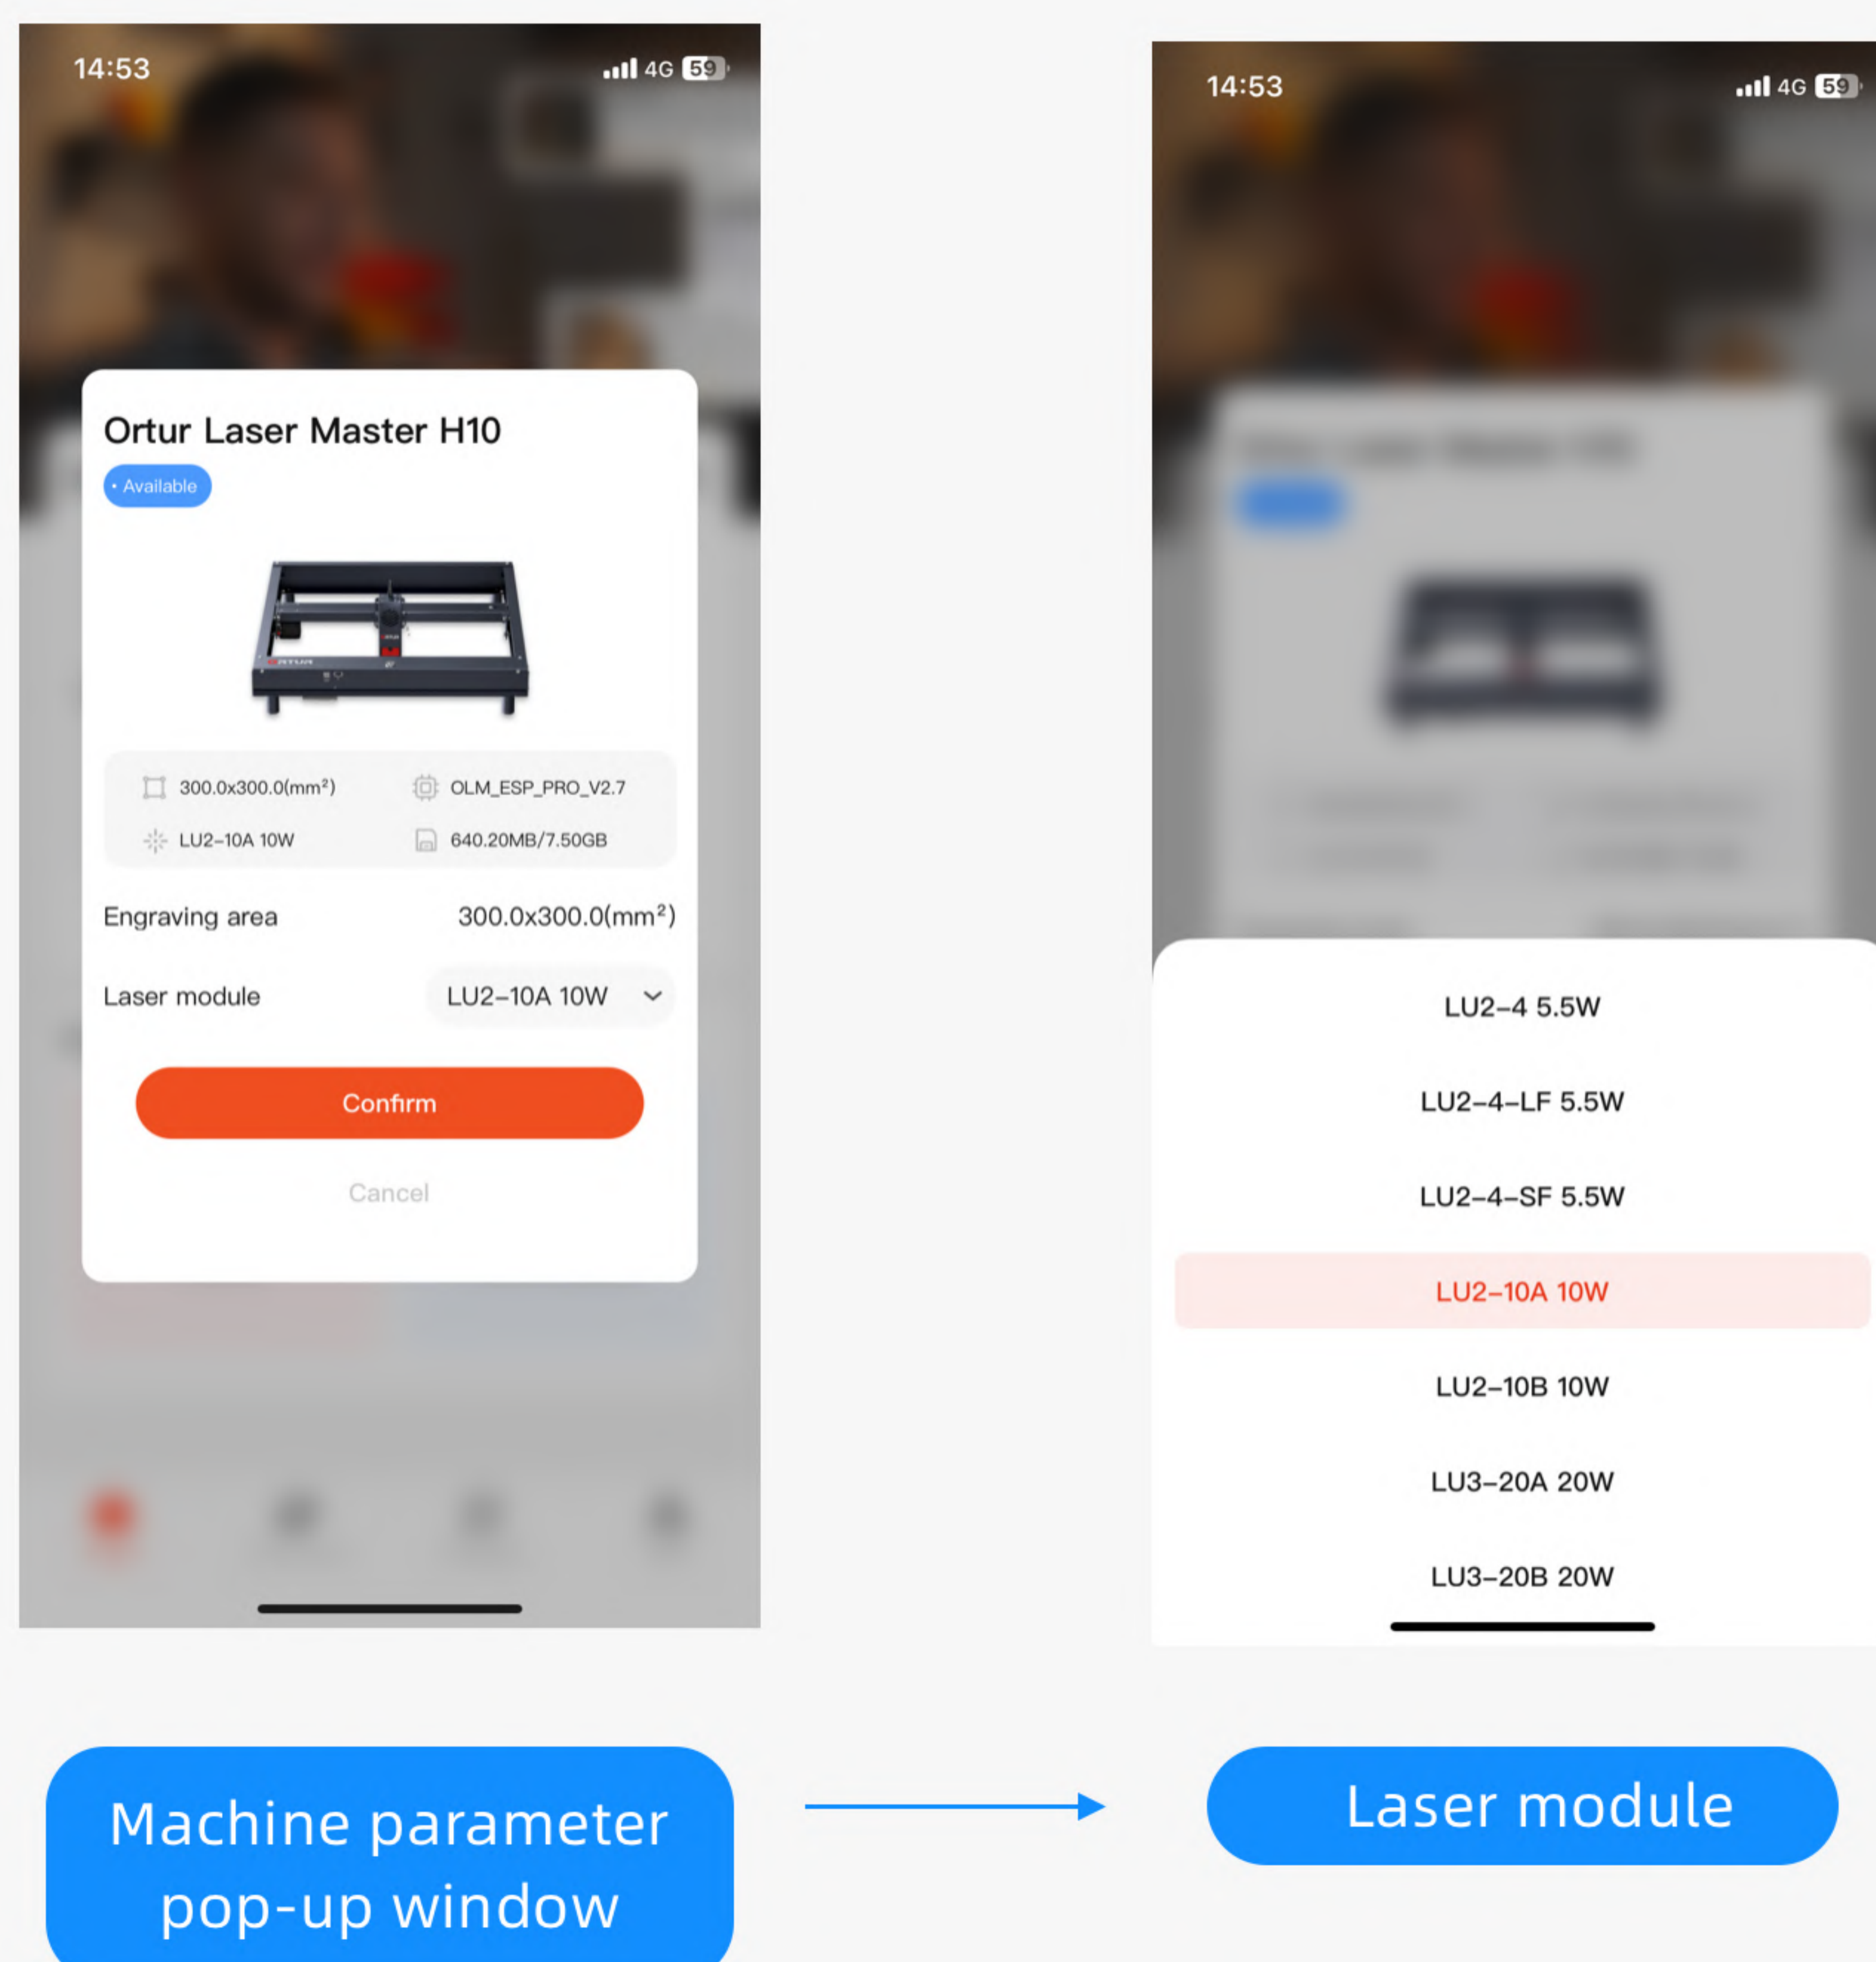 14:53
4G 59
Ortur Laser Master H10
• Available
ORTUR
300.0x300.0(mm²)
OLM_ESP_PRO_V2.7
LU2-10A 10W
640.20MB/7.50GB
Engraving area
300.0x300.0(mm²)
Laser module
LU2-10A 10W
Confirm
Cancel
Machine parameter
pop-up window
14:53
4G 59
LU2-4 5.5W
LU2-4-LF 5.5W
LU2-4-SF 5.5W
LU2-10A 10W
LU2-10B 10W
LU3-20A 20W
LU3-20B 20W
Laser module